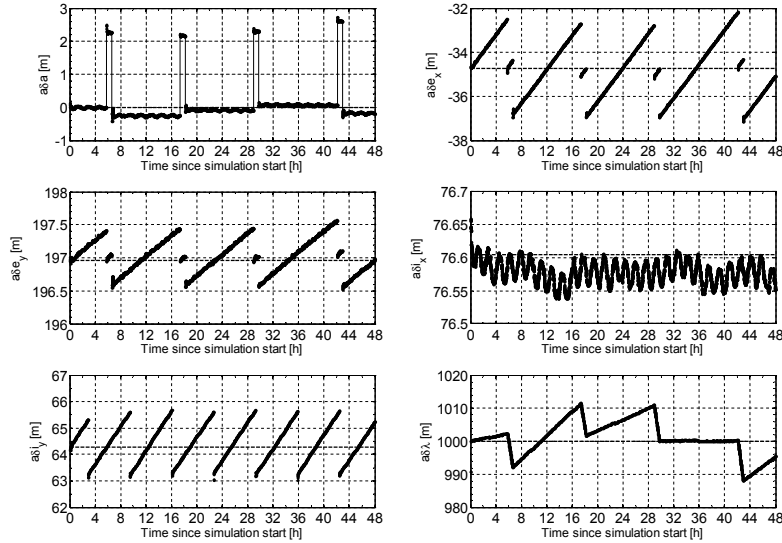 3
2
1
0
-1
aδa [m]
0 4 8 12 16 20 24 28 32 36 40 44 48
Time since simulation start [h]
-32
-34
-36
-38
aδeₓ [m]
0 4 8 12 16 20 24 28 32 36 40 44 48
Time since simulation start [h]
198
197.5
197
196.5
196
aδe_y [m]
0 4 8 12 16 20 24 28 32 36 40 44 48
Time since simulation start [h]
76.7
76.65
76.6
76.55
76.5
aδiₓ [m]
0 4 8 12 16 20 24 28 32 36 40 44 48
Time since simulation start [h]
67
66
65
64
63
62
aδi_y [m]
0 4 8 12 16 20 24 28 32 36 40 44 48
Time since simulation start [h]
1020
1010
1000
990
980
aδλ [m]
0 4 8 12 16 20 24 28 32 36 40 44 48
Time since simulation start [h]